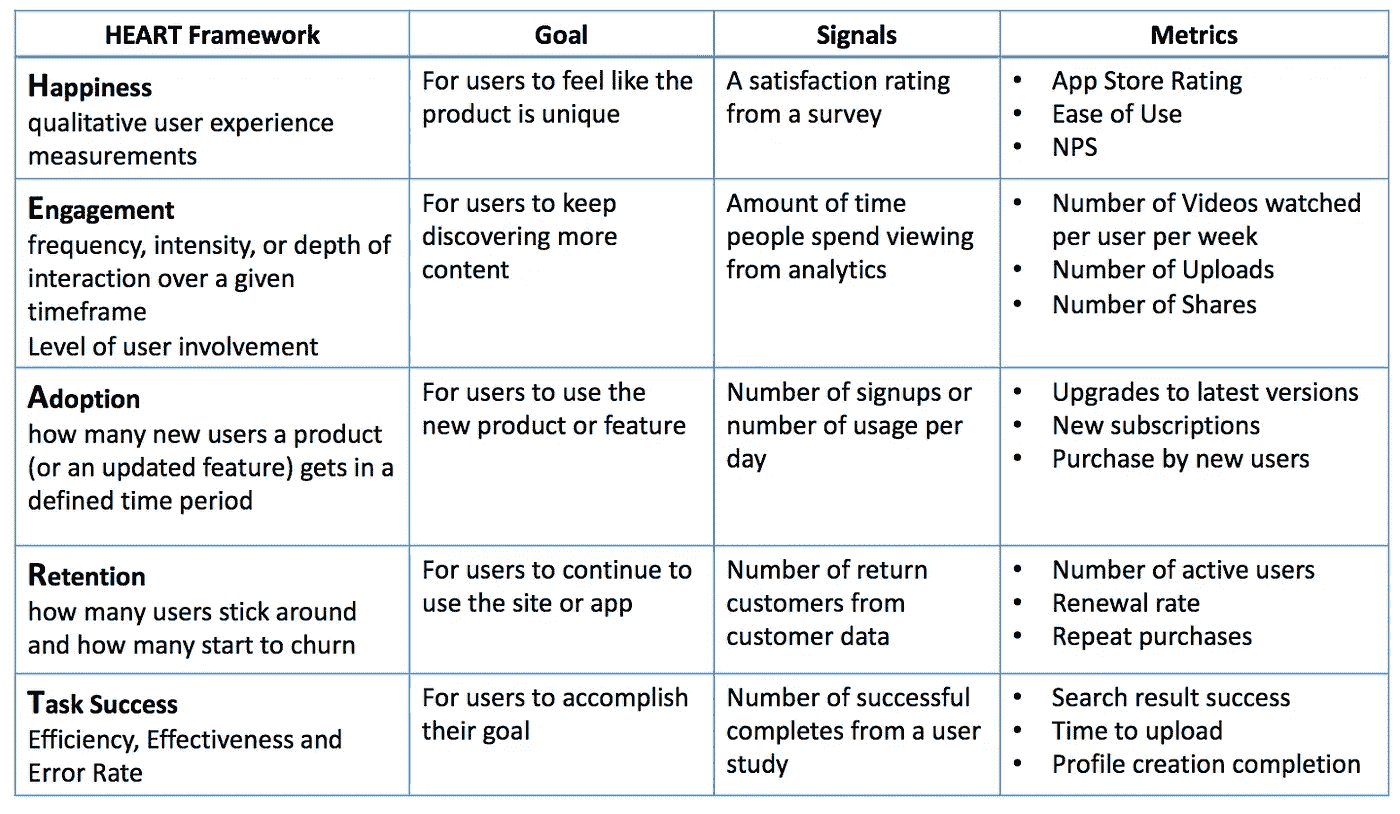 HEART Framework
Goal
Signals
Metrics
Happiness
qualitative user experience
measurements
For users to feel like the
product is unique
A satisfaction rating
from a survey
• App Store Rating
• Ease of Use
• NPS
Engagement
frequency, intensity, or depth of
interaction over a given
timeframe
Level of user involvement
For users to keep
discovering more
content
Amount of time
people spend viewing
from analytics
• Number of Videos watched
per user per week
• Number of Uploads
• Number of Shares
Adoption
how many new users a product
(or an updated feature) gets in a
defined time period
For users to use the
new product or feature
Number of signups or
number of usage per
day
• Upgrades to latest versions
• New subscriptions
• Purchase by new users
Retention
how many users stick around
and how many start to churn
For users to continue to
use the site or app
Number of return
customers from
customer data
• Number of active users
• Renewal rate
• Repeat purchases
Task Success
Efficiency, Effectiveness and
Error Rate
For users to accomplish
their goal
Number of successful
completes from a user
study
• Search result success
• Time to upload
• Profile creation completion